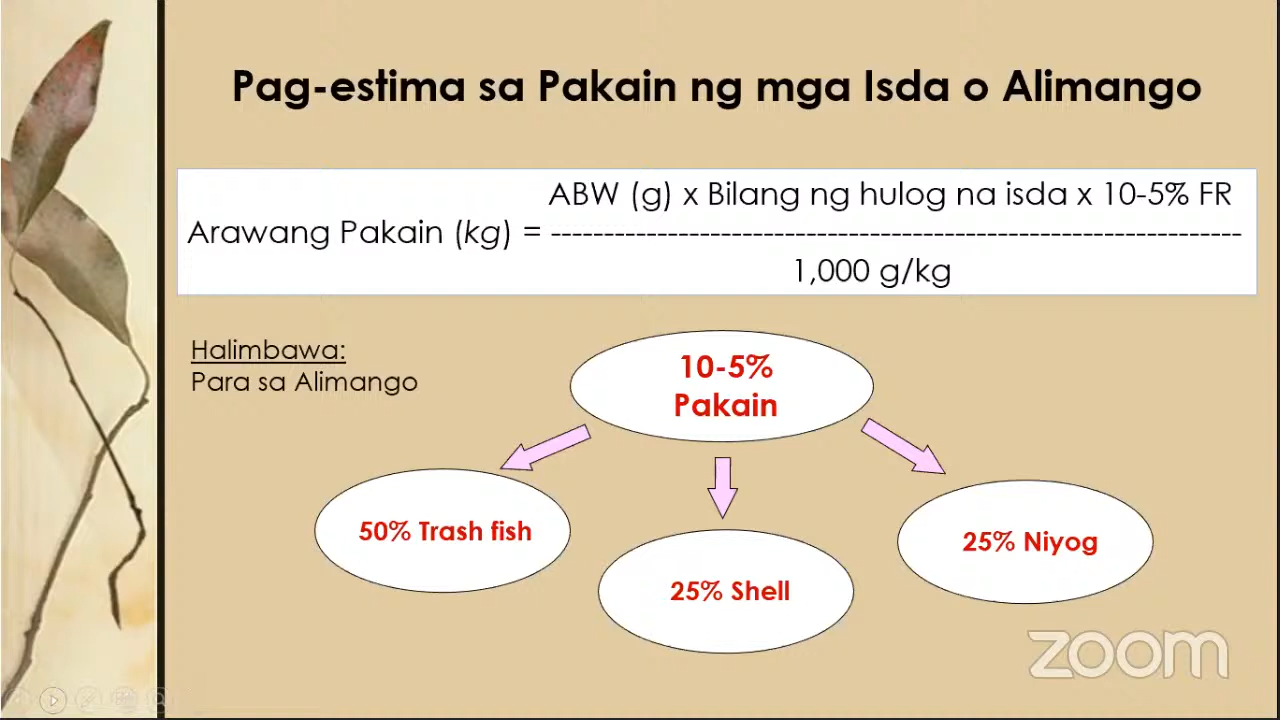 Pag-estima sa Pakain ng mga Isda o Alimango
ABW (g) x Bilang ng hulog na isda x 10-5% FR
Arawang Pakain (kg) = -----------------------------------------------------------------
1,000 g/kg
Halimbawa:
Para sa Alimango
10-5%
Pakain
50% Trash fish
25% Shell
25% Niyog
zoom